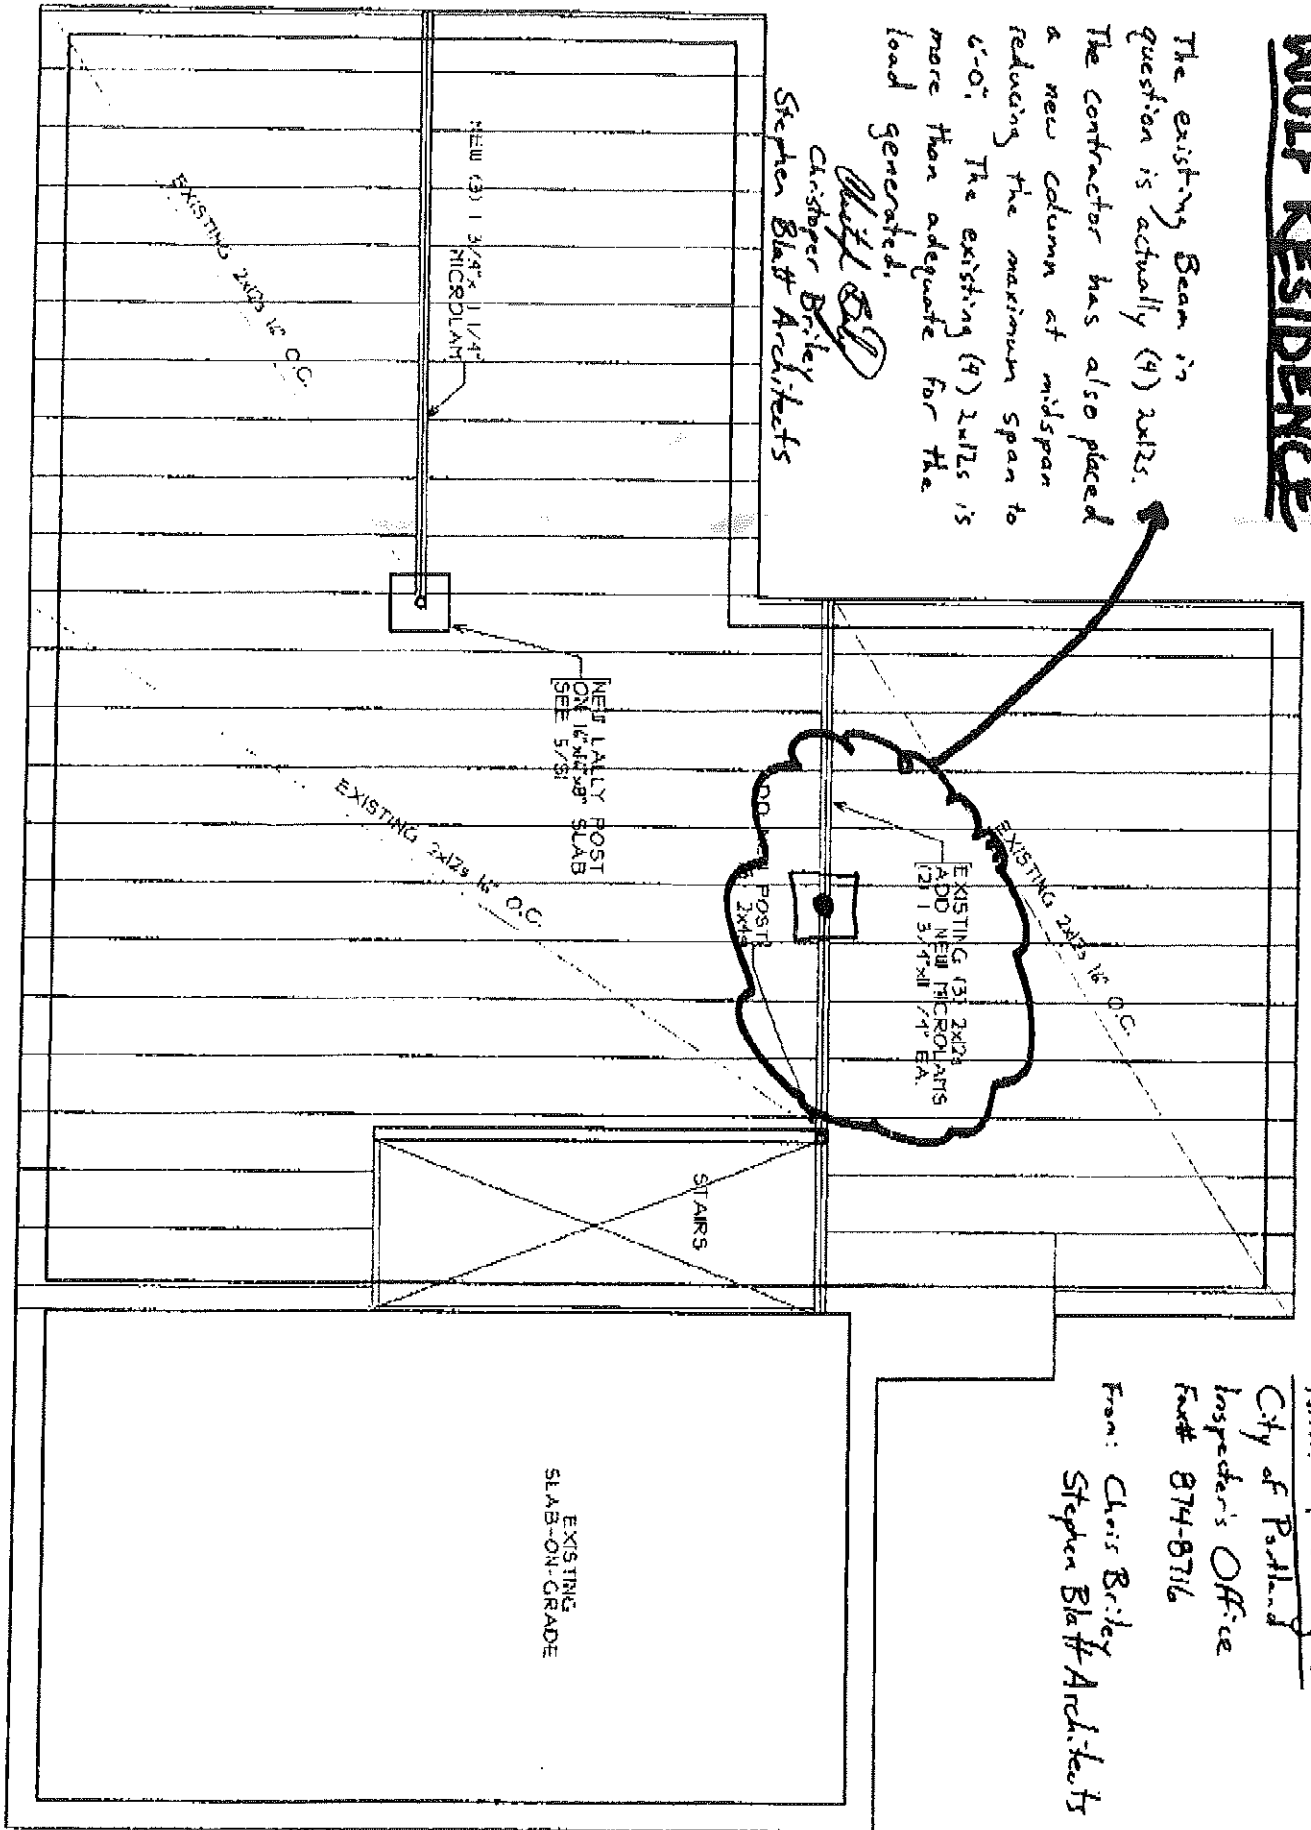 WOLF RESIDENCE
The existing Beam in
question is actually (4) 2x12s.
The contractor has also placed
a new column at midspan
reducing the maximum span to
6'-0". The existing (4) 2x12s is
more than adequate for the
load generated.
Christoper Briley
Stephen Blatt Architects
City of Portland
Inspector's Office
Fax# 874-8716
From: Chris Briley
Stephen Blatt Architects
EXISTING 2x12s 16" O.C.
EXISTING (3) 2x12s
ADD NEW MICROLAMS
(2) 1 3/4"x11 1/4" EA.
POST
2x4s
NEW (3) 1 3/4"x 11 1/4"
MICROLAM
EXISTING 2x12s 16" O.C.
NEW LALLY POST
ON 16"x16"x8" SLAB
SEE 5/S1
EXISTING 2x12s 16" O.C.
STAIRS
EXISTING
SLAB-ON-GRADE